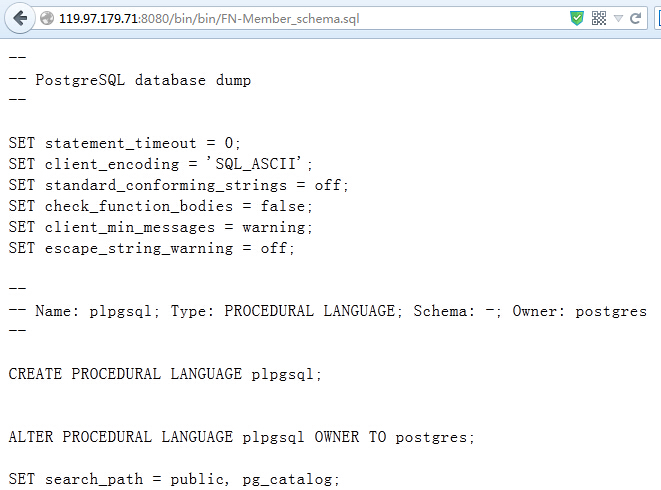 119.97.179.71:8080/bin/bin/FN-Member_schema.sql
--
-- PostgreSQL database dump
--
SET statement_timeout = 0;
SET client_encoding = 'SQL_ASCII';
SET standard_conforming_strings = off;
SET check_function_bodies = false;
SET client_min_messages = warning;
SET escape_string_warning = off;
--
-- Name: plpgsql; Type: PROCEDURAL LANGUAGE; Schema: -; Owner: postgres
--
CREATE PROCEDURAL LANGUAGE plpgsql;
ALTER PROCEDURAL LANGUAGE plpgsql OWNER TO postgres;
SET search_path = public, pg_catalog;